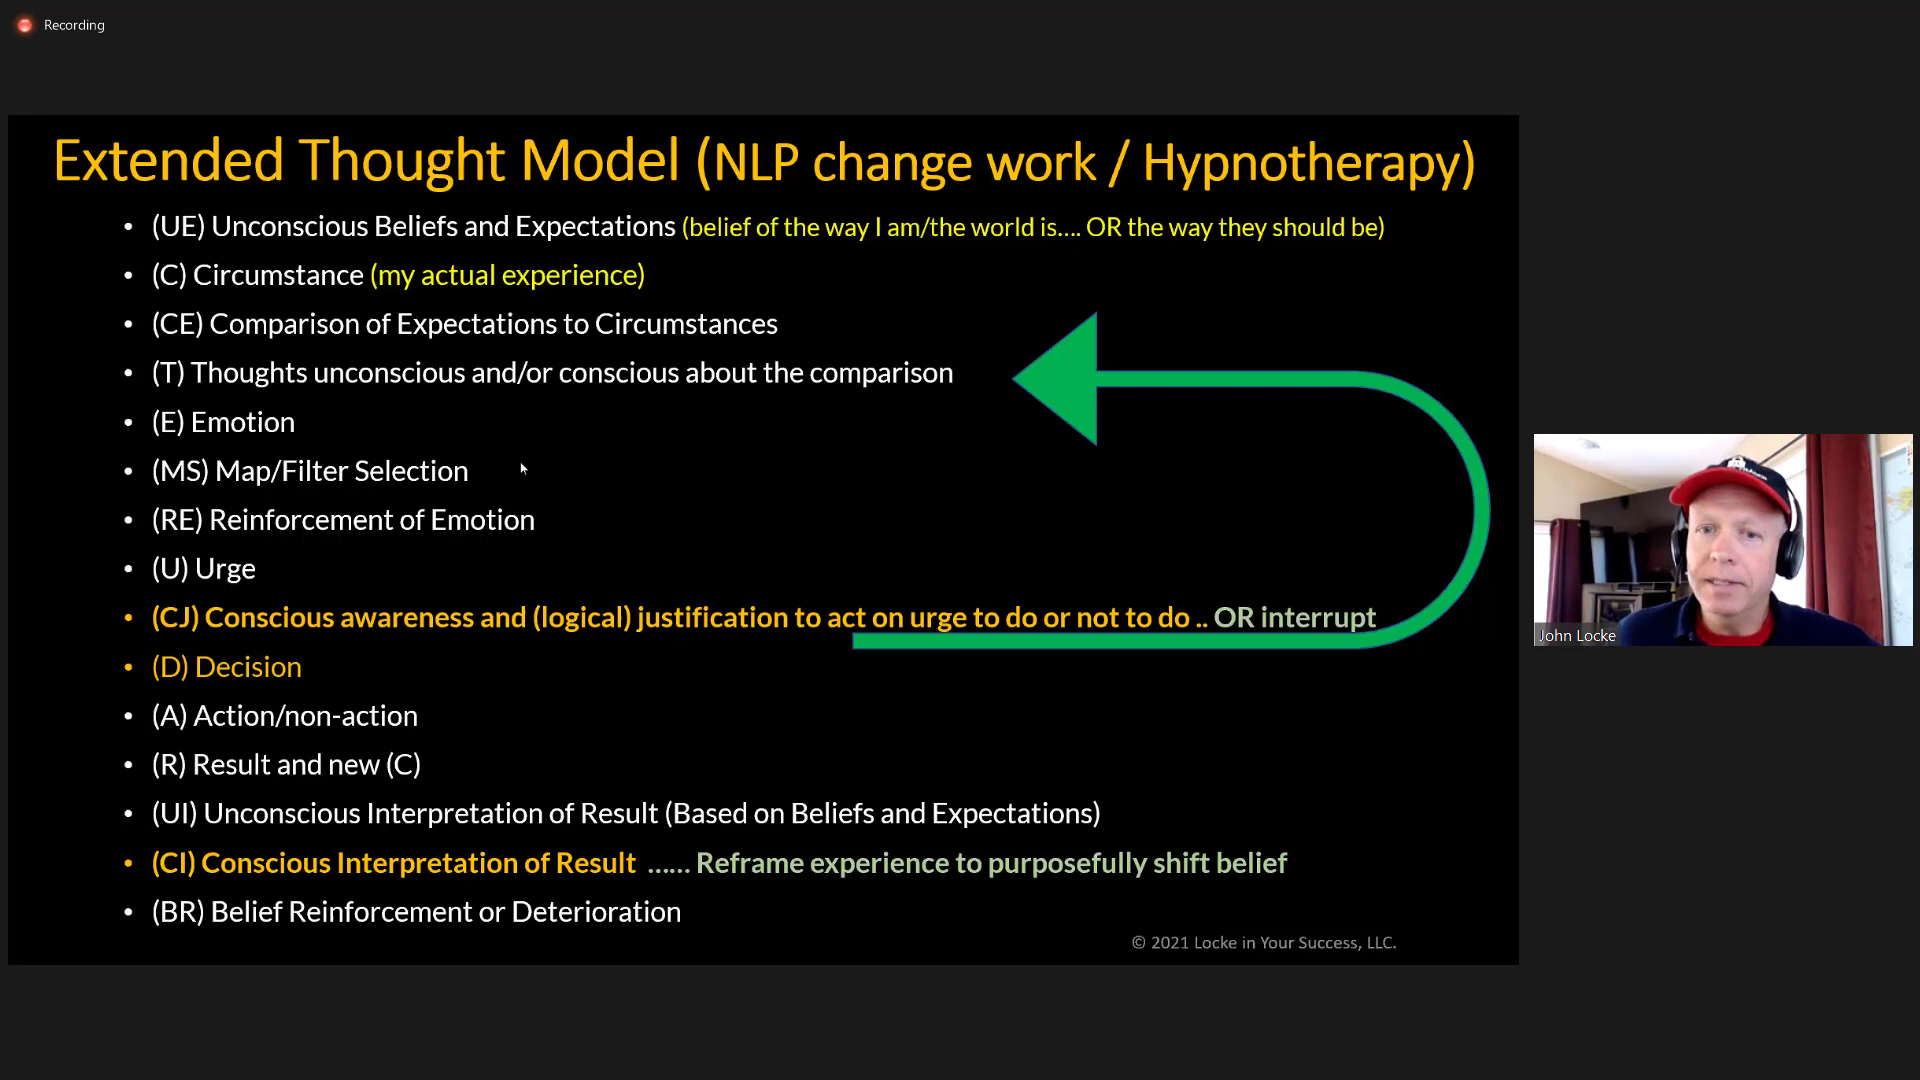 Recording
Extended Thought Model (NLP change work / Hypnotherapy)
• (UE) Unconscious Beliefs and Expectations (belief of the way I am/the world is.... OR the way they should be)
• (C) Circumstance (my actual experience)
• (CE) Comparison of Expectations to Circumstances
• (T) Thoughts unconscious and/or conscious about the comparison
• (E) Emotion
• (MS) Map/Filter Selection
• (RE) Reinforcement of Emotion
• (U) Urge
• (CJ) Conscious awareness and (logical) justification to act on urge to do or not to do .. OR interrupt
• (D) Decision
• (A) Action/non-action
• (R) Result and new (C)
• (UI) Unconscious Interpretation of Result (Based on Beliefs and Expectations)
• (CI) Conscious Interpretation of Result ...... Reframe experience to purposefully shift belief
• (BR) Belief Reinforcement or Deterioration
© 2021 Locke in Your Success, LLC.
John Locke